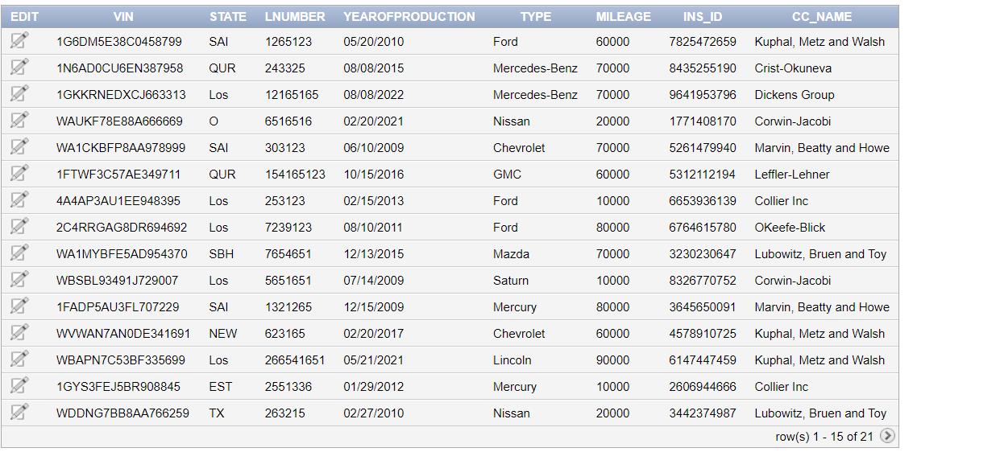 EDIT VIN STATE LNUMBER YEAROFPRODUCTION TYPE MILEAGE INS_ID CC_NAME
1G6DM5E38C0458799 SAI 1265123 05/20/2010 Ford 60000 7825472659 Kuphal, Metz and Walsh
1N6AD0CU6EN387958 QUR 243325 08/08/2015 Mercedes-Benz 70000 8435255190 Crist-Okuneva
1GKKRNEDXCJ663313 Los 12165165 08/08/2022 Mercedes-Benz 70000 9641953796 Dickens Group
WAUKF78E88A666669 O 6516516 02/20/2021 Nissan 20000 1771408170 Corwin-Jacobi
WA1CKBFP8AA978999 SAI 303123 06/10/2009 Chevrolet 70000 5261479940 Marvin, Beatty and Howe
1FTWF3C57AE349711 QUR 154165123 10/15/2016 GMC 60000 5312112194 Leffler-Lehner
4A4AP3AU1EE948395 Los 253123 02/15/2013 Ford 10000 6653936139 Collier Inc
2C4RRGAG8DR694692 Los 7239123 08/10/2011 Ford 80000 6764615780 OKeefe-Blick
WA1MYBFE5AD954370 SBH 7654651 12/13/2015 Mazda 70000 3230230647 Lubowitz, Bruen and Toy
WBSBL93491J729007 Los 5651651 07/14/2009 Saturn 10000 8326770752 Corwin-Jacobi
1FADP5AU3FL707229 SAI 1321265 12/15/2009 Mercury 80000 3645650091 Marvin, Beatty and Howe
WVWAN7AN0DE341691 NEW 623165 02/20/2017 Chevrolet 60000 4578910725 Kuphal, Metz and Walsh
WBAPN7C53BF335699 Los 266541651 05/21/2021 Lincoln 90000 6147447459 Kuphal, Metz and Walsh
1GYS3FEJ5BR908845 EST 2551336 01/29/2012 Mercury 10000 2606944666 Collier Inc
WDDNG7BB8AA766259 TX 263215 02/27/2010 Nissan 20000 3442374987 Lubowitz, Bruen and Toy
row(s) 1 - 15 of 21